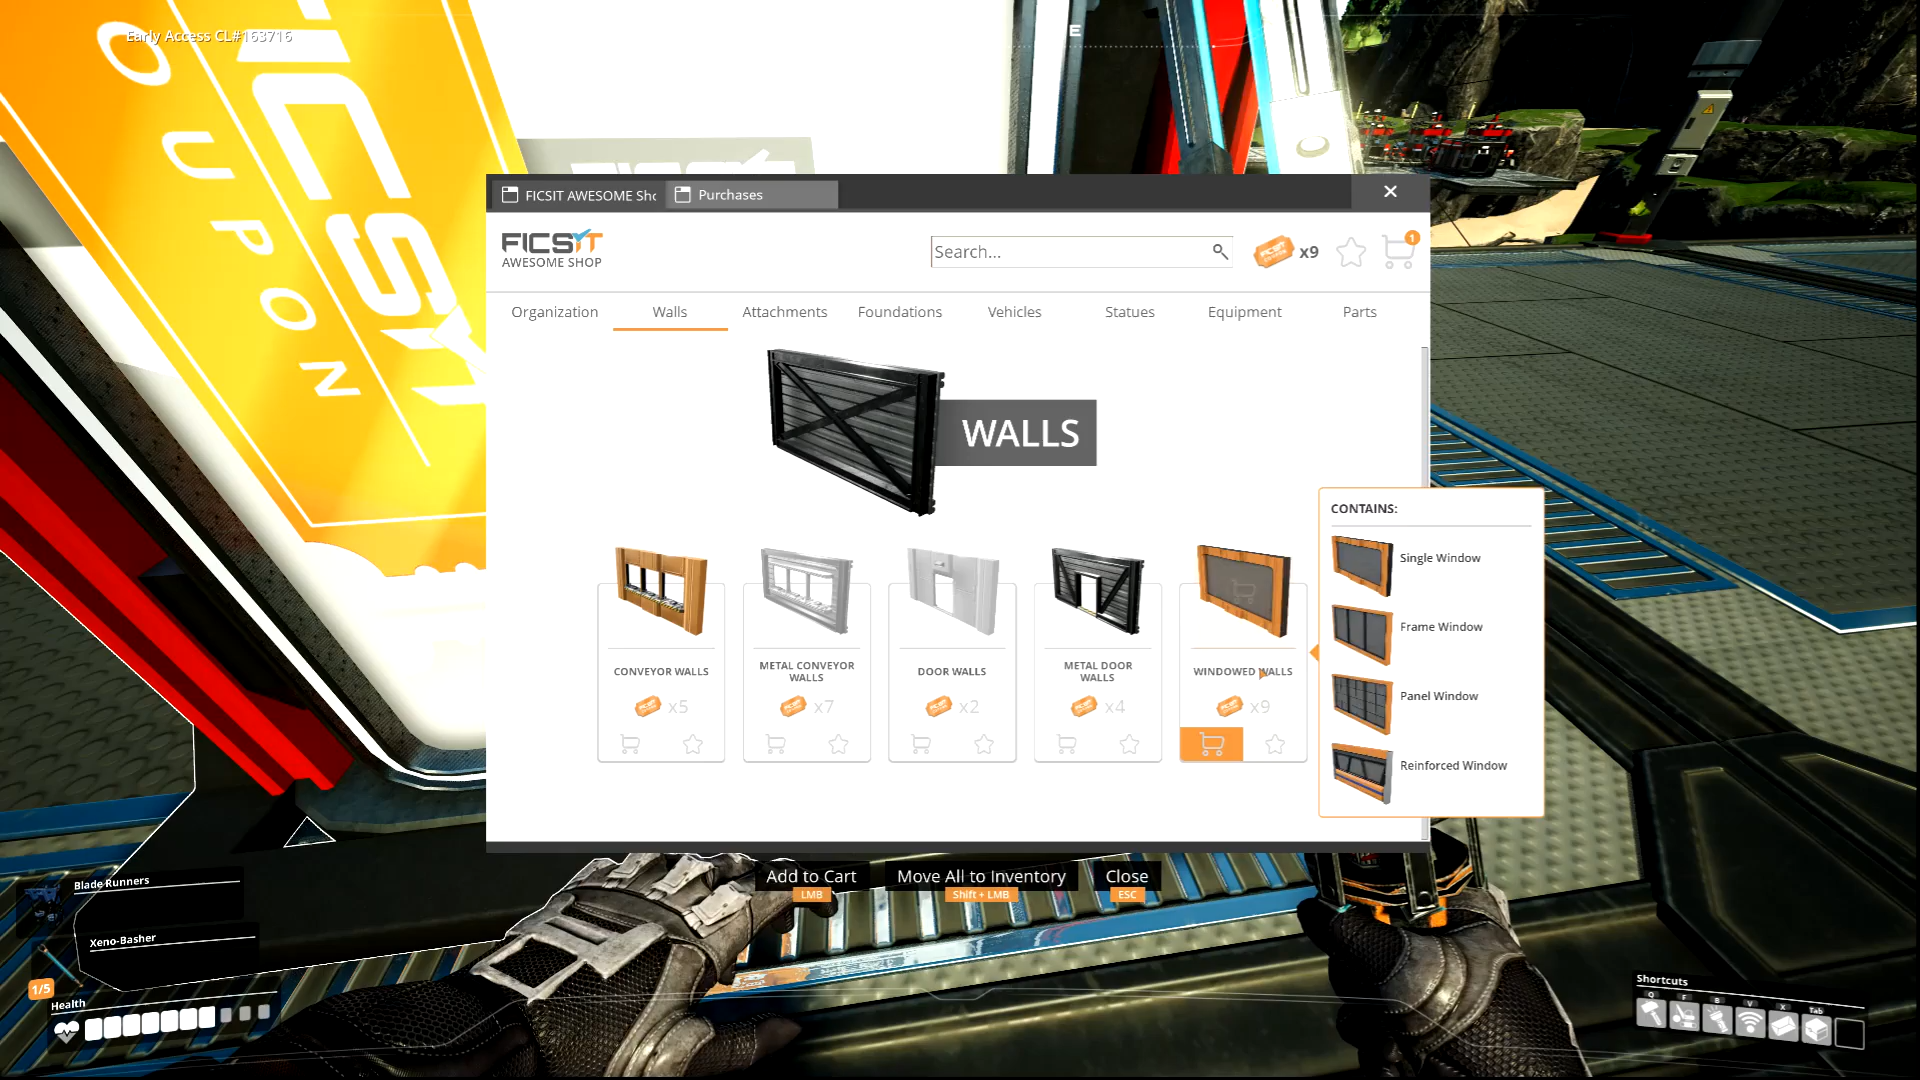 Early Access CL#163716
FICSIT
COUPON
E
FICSIT AWESOME Sho
Purchases
FICSIT
AWESOME SHOP
Search...
x9
1
Organization
Walls
Attachments
Foundations
Vehicles
Statues
Equipment
Parts
WALLS
CONTAINS:
Single Window
Frame Window
Panel Window
Reinforced Window
CONVEYOR WALLS
x5
METAL CONVEYOR
WALLS
x7
DOOR WALLS
x2
METAL DOOR
WALLS
x4
WINDOWED WALLS
x9
Add to Cart
LMB
Move All to Inventory
Shift + LMB
Close
ESC
Blade Runners
Xeno-Basher
1/5
Health
Shortcuts
Q
F
B
V
X
Tab